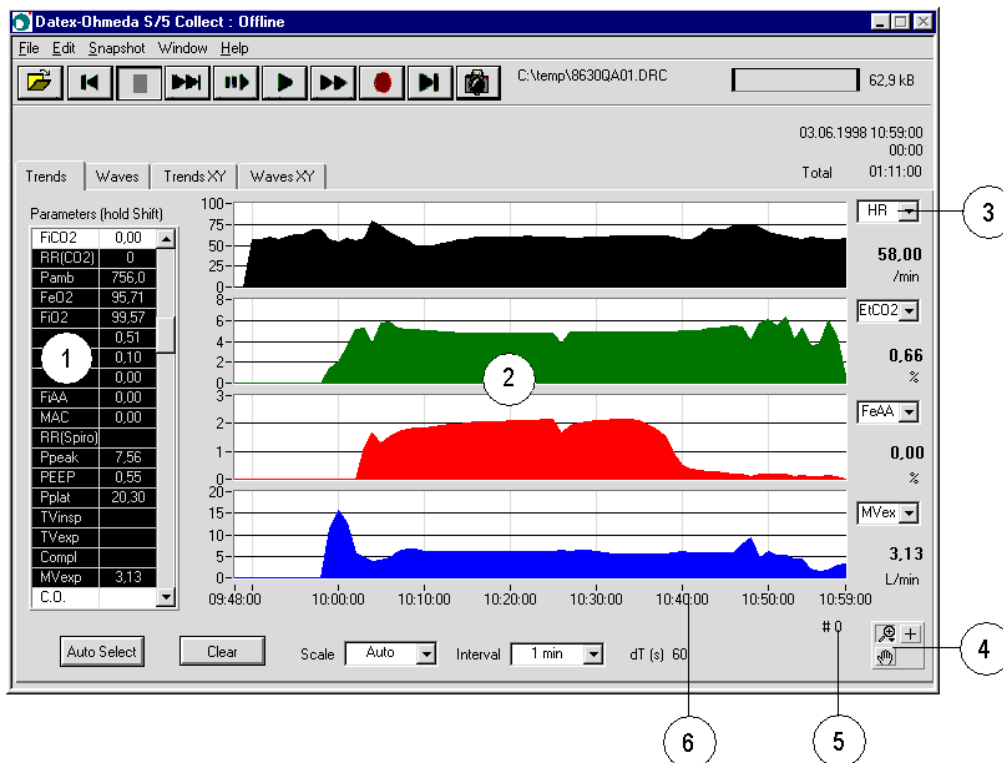 Datex-Ohmeda S/5 Collect : Offline
File Edit Snapshot Window Help
C:\temp\8630QA01.DRC
62,9 kB
03.06.1998 10:59:00
00:00
Total 01:11:00
Trends Waves Trends XY Waves XY
Parameters (hold Shift)
FiCO2 0,00
RR(CO2) 0
Pamb 756,0
FeO2 95,71
FiO2 99,57
0,51
0,10
0,00
FiAA 0,00
MAC 0,00
RR(Spiro)
Ppeak 7,56
PEEP 0,55
Pplat 20,30
TVinsp
TVexp
Compl
MVexp 3,13
C.O.
1
100
75
50
25
0
HR
58,00
/min
3
8
6
4
2
0
2
EtCO2
0,66
%
3
2
1
0
FeAA
0,00
%
20
15
10
5
0
MVex
3,13
L/min
09:48:00 10:00:00 10:10:00 10:20:00 10:30:00 10:40:00 10:50:00 10:59:00
# 0
4
Auto Select Clear Scale Auto Interval 1 min dT (s) 60
6 5